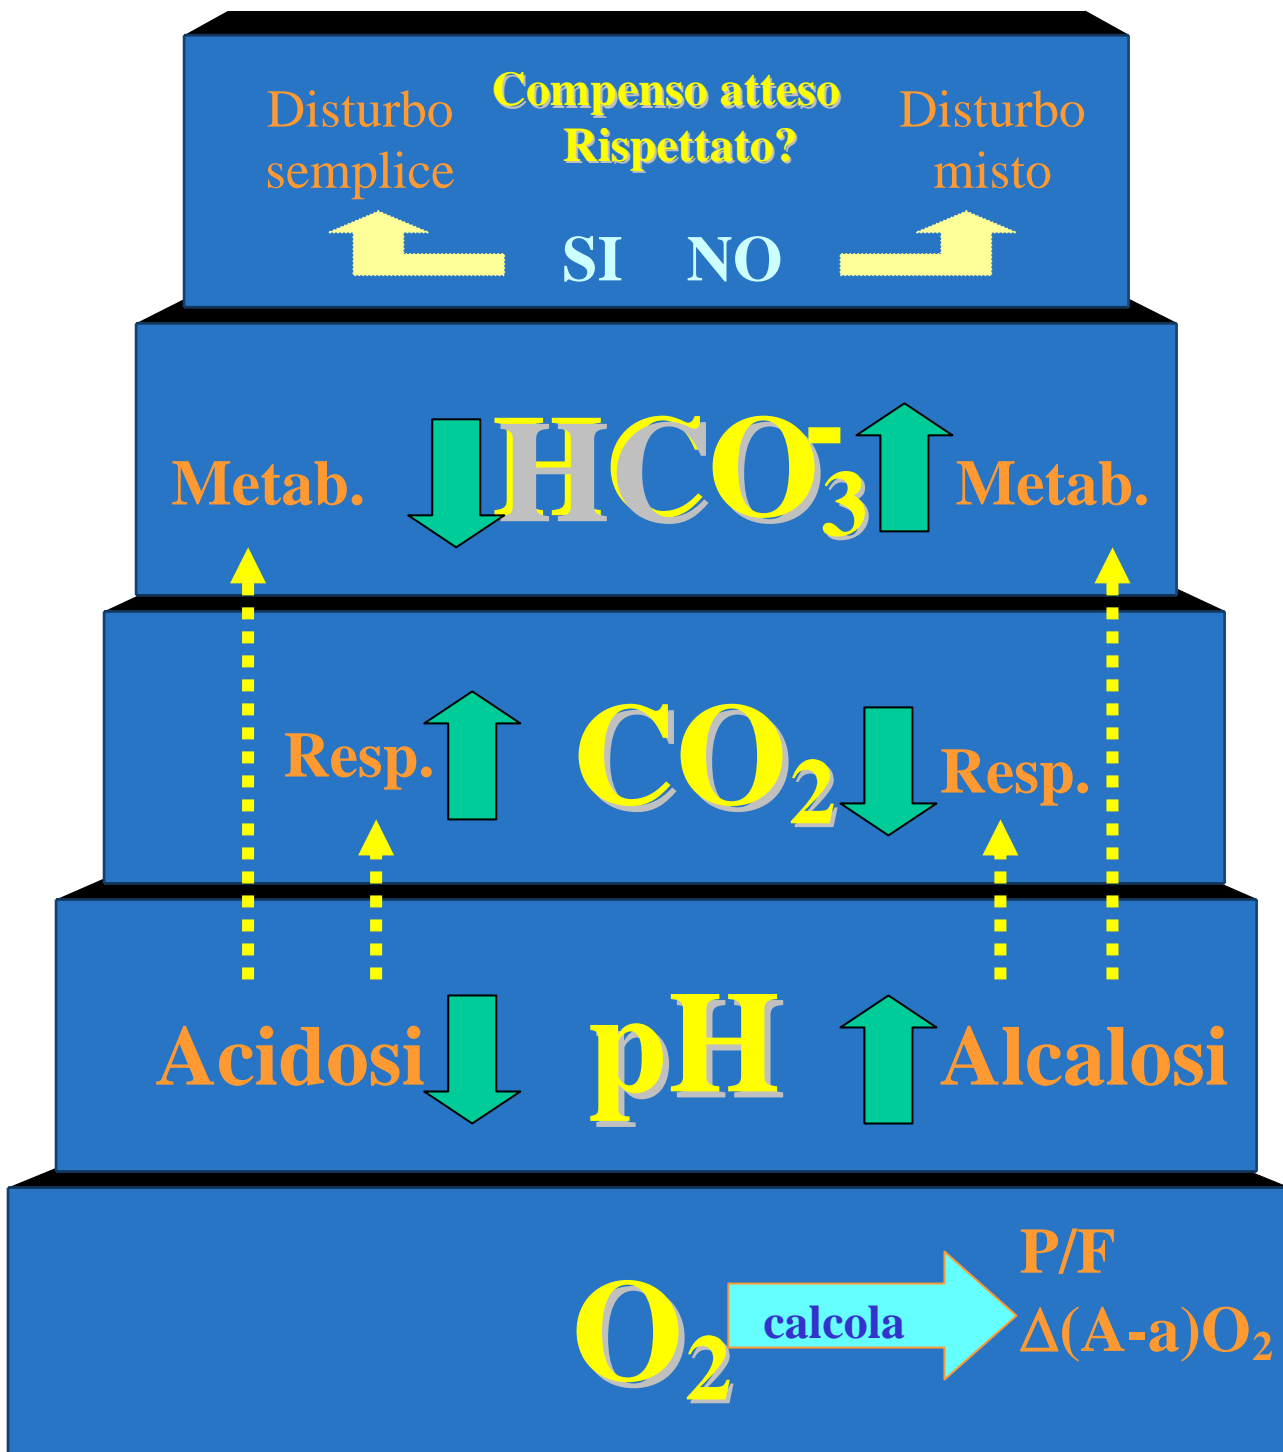 Compenso atteso
Rispettato?
Disturbo
semplice
Disturbo
misto
SI NO
Metab. HCO₃⁻ Metab.
Resp. CO₂ Resp.
Acidosi pH Alcalosi
O₂ calcola
P/F
Δ(A-a)O₂